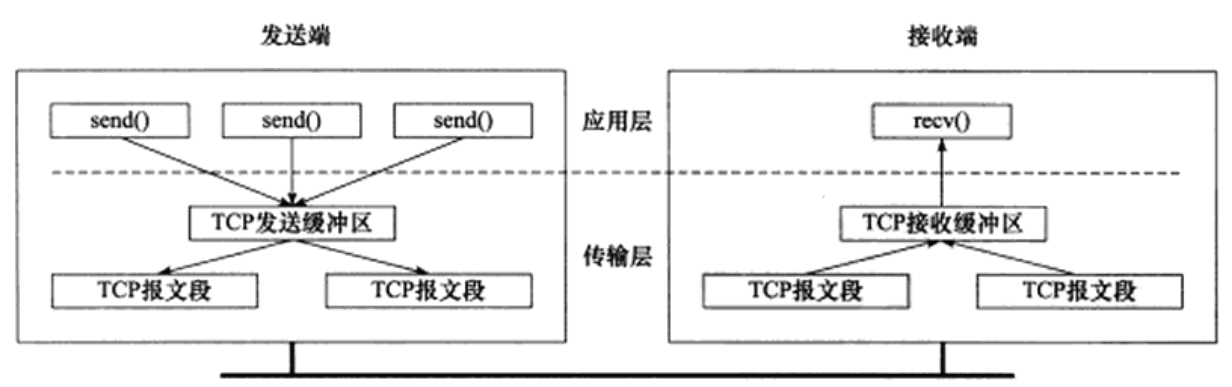 发送端
接收端
send()
send()
send()
应用层
recv()
TCP发送缓冲区
TCP接收缓冲区
传输层
TCP报文段
TCP报文段
TCP报文段
TCP报文段